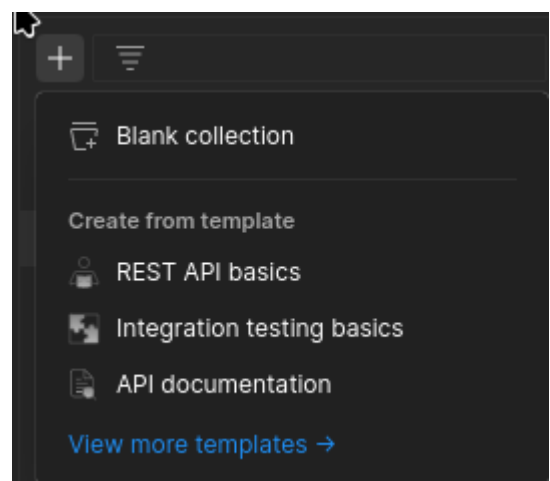 Blank collection
Create from template
REST API basics
Integration testing basics
API documentation
View more templates →